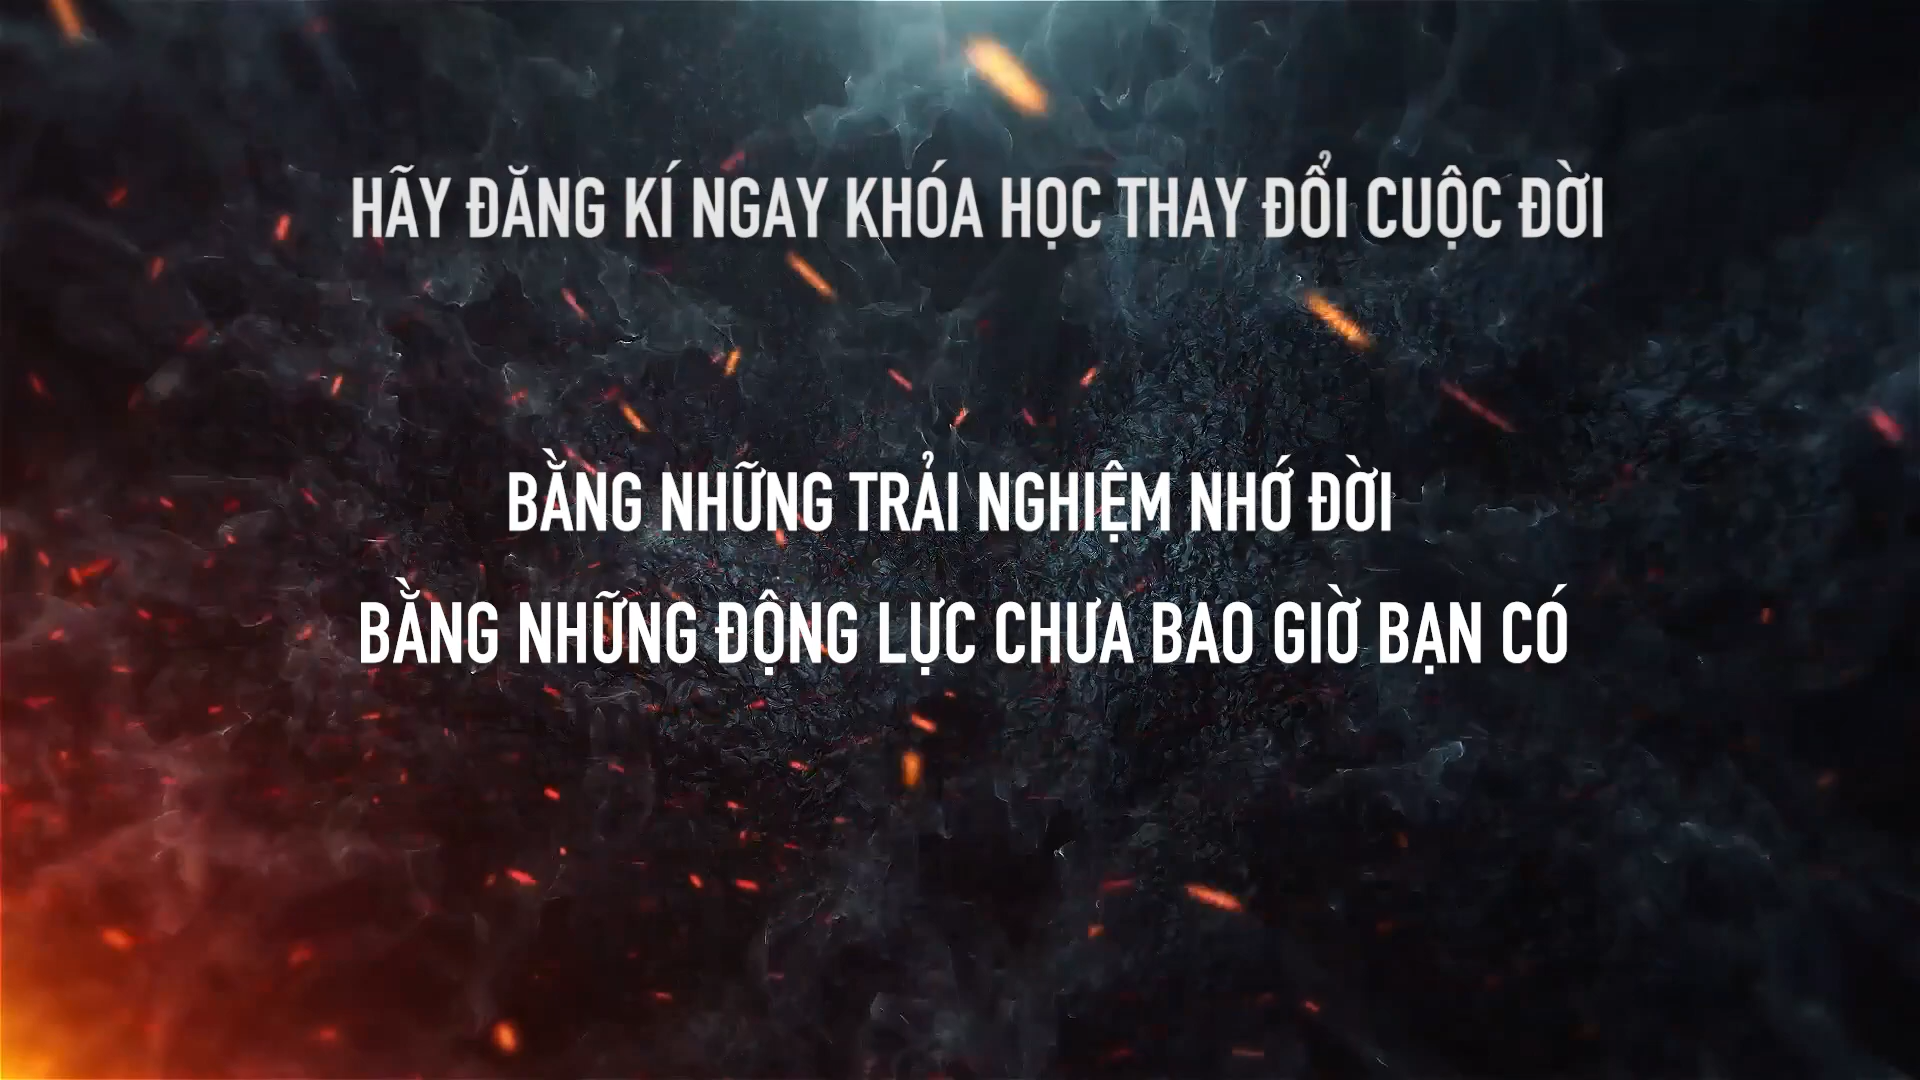 HÃY ĐĂNG KÍ NGAY KHÓA HỌC THAY ĐỔI CUỘC ĐỜI
BẰNG NHỮNG TRẢI NGHIỆM NHỚ ĐỜI
BẰNG NHỮNG ĐỘNG LỰC CHƯA BAO GIỜ BẠN CÓ